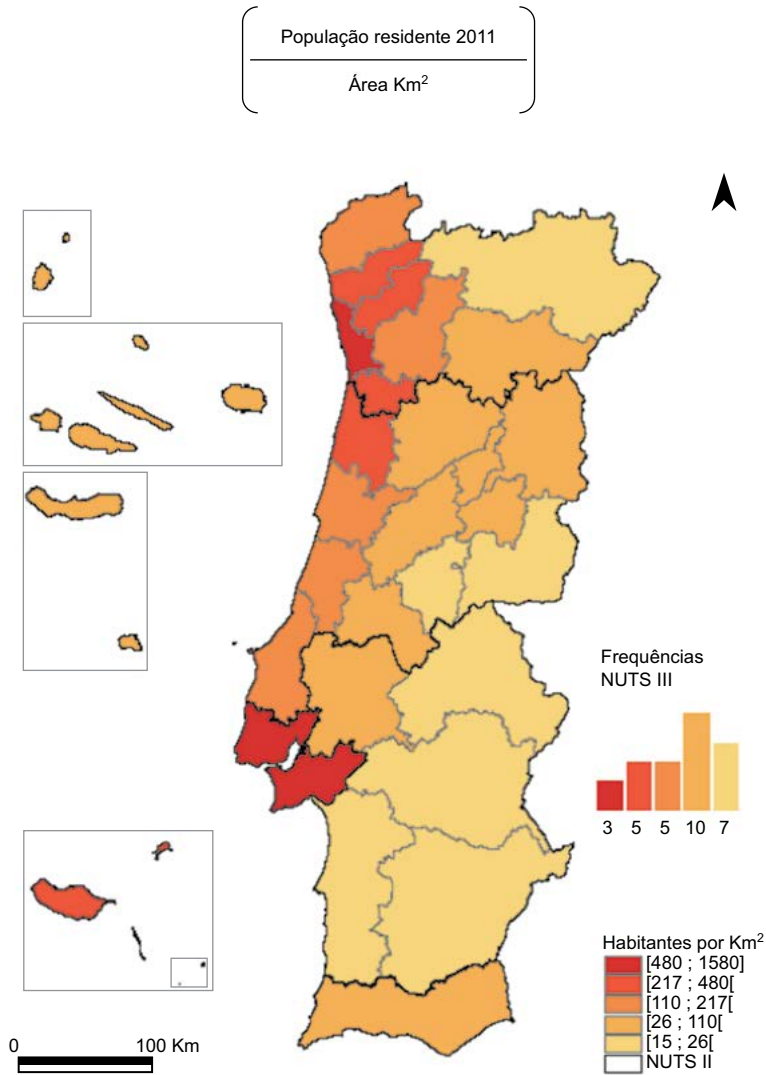 População residente 2011
Área Km²
Frequências
NUTS III
3 5 5 10 7
Habitantes por Km²
[480 ; 1580]
[217 ; 480[
[110 ; 217[
[26 ; 110[
[15 ; 26[
NUTS II
0 100 Km